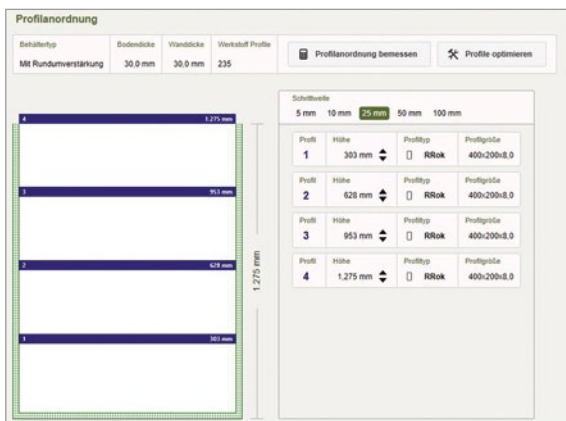 Profilanordnung
Behältertyp Bodendicke Wanddicke Werkstoff Profile
Mit Rundumverstärkung 30,0 mm 30,0 mm 235
Profilanordnung bemessen
Profile optimieren
4 1.275 mm
3 953 mm
2 628 mm
1 303 mm
1.275 mm
Schrittweite
5 mm 10 mm 25 mm 50 mm 100 mm
Profil Höhe Profiltyp Profilgröße
1 303 mm RRok 400x200x8,0
Profil Höhe Profiltyp Profilgröße
2 628 mm RRok 400x200x8,0
Profil Höhe Profiltyp Profilgröße
3 953 mm RRok 400x200x8,0
Profil Höhe Profiltyp Profilgröße
4 1.275 mm RRok 400x200x8,0